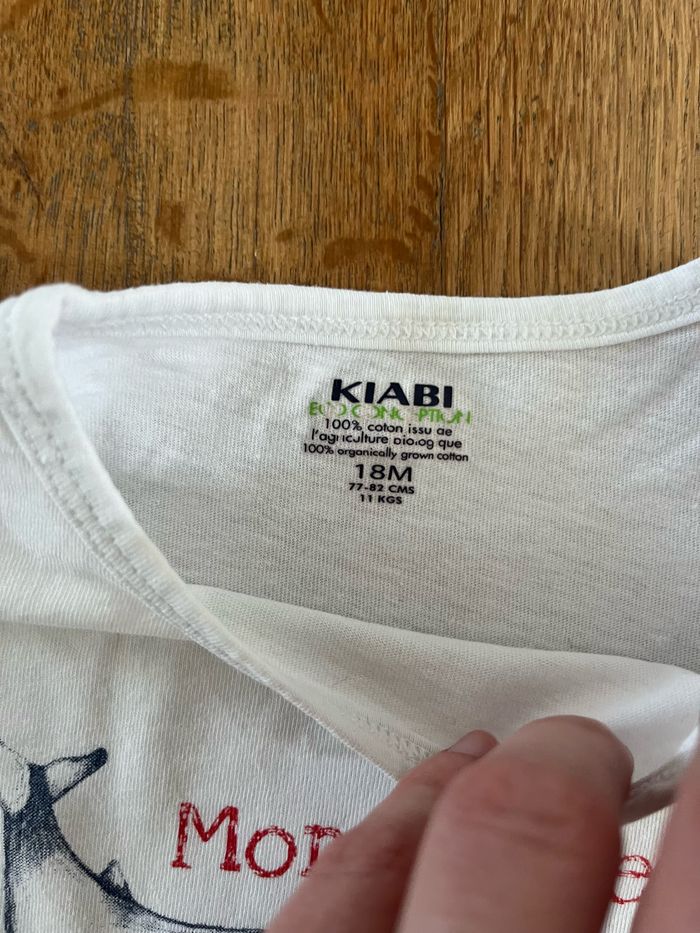 KIABI
ECO CONCEPTION
100% coton issu de
l'agriculture biologique
100% organically grown cotton
18M
77-82 CMS
11 KGS